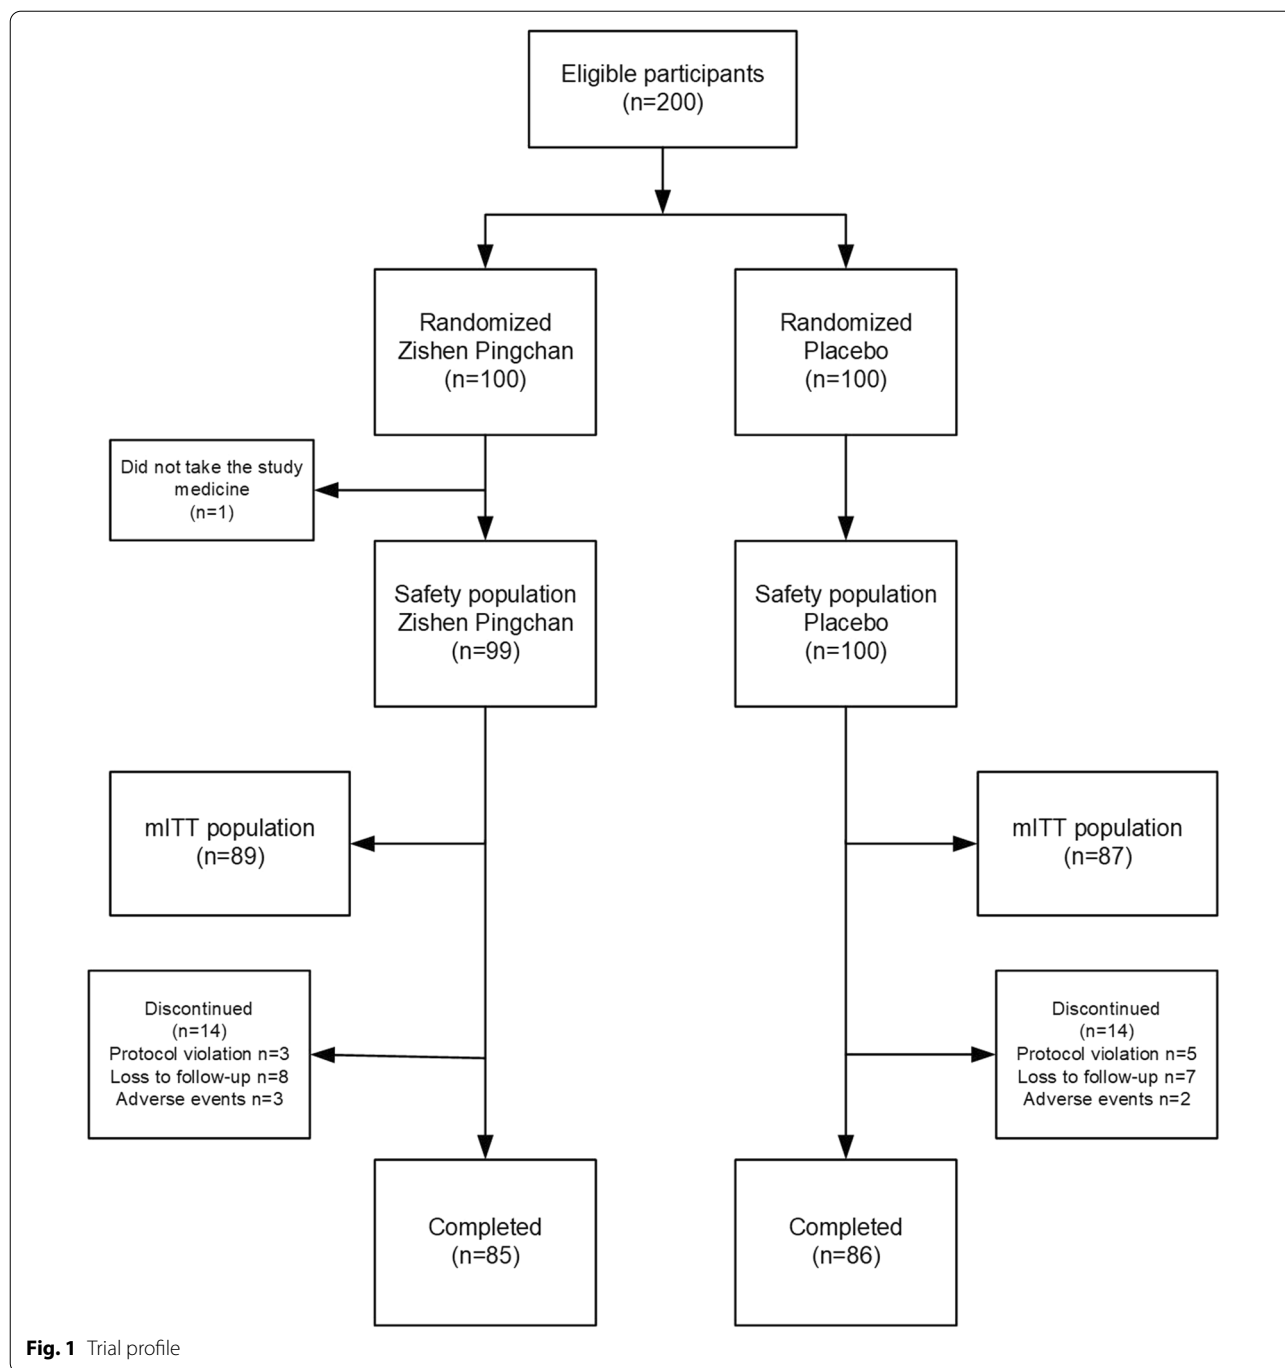 Eligible participants
(n=200)
Randomized
Zishen Pingchan
(n=100)
Randomized
Placebo
(n=100)
Did not take the study
medicine
(n=1)
Safety population
Zishen Pingchan
(n=99)
Safety population
Placebo
(n=100)
mITT population
(n=89)
mITT population
(n=87)
Discontinued
(n=14)
Protocol violation n=3
Loss to follow-up n=8
Adverse events n=3
Discontinued
(n=14)
Protocol violation n=5
Loss to follow-up n=7
Adverse events n=2
Completed
(n=85)
Completed
(n=86)
Fig. 1 Trial profile